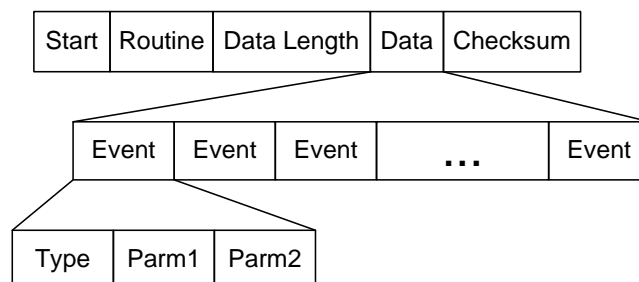 Start Routine Data Length Data Checksum
Event Event Event ... Event
Type Parm1 Parm2